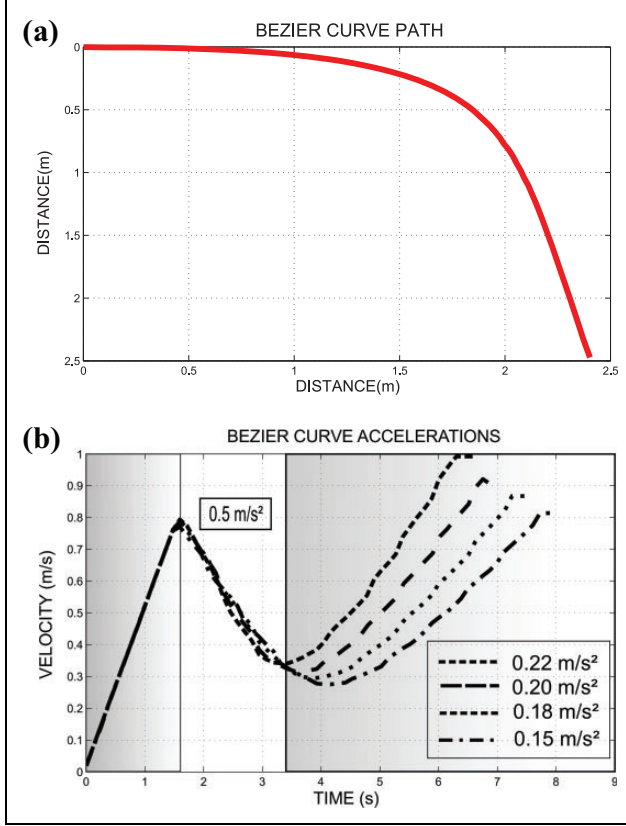 (a)
BEZIER CURVE PATH
0
0.5
1
1.5
2
2.5
DISTANCE(m)
0
0.5
1
1.5
2
2.5
DISTANCE(m)
(b)
BEZIER CURVE ACCELERATIONS
1
0.9
0.8
0.7
0.6
0.5
0.4
0.3
0.2
0.1
0
VELOCITY (m/s)
0.5 m/s²
0.22 m/s²
0.20 m/s²
0.18 m/s²
0.15 m/s²
0
1
2
3
4
5
6
7
8
9
TIME (s)